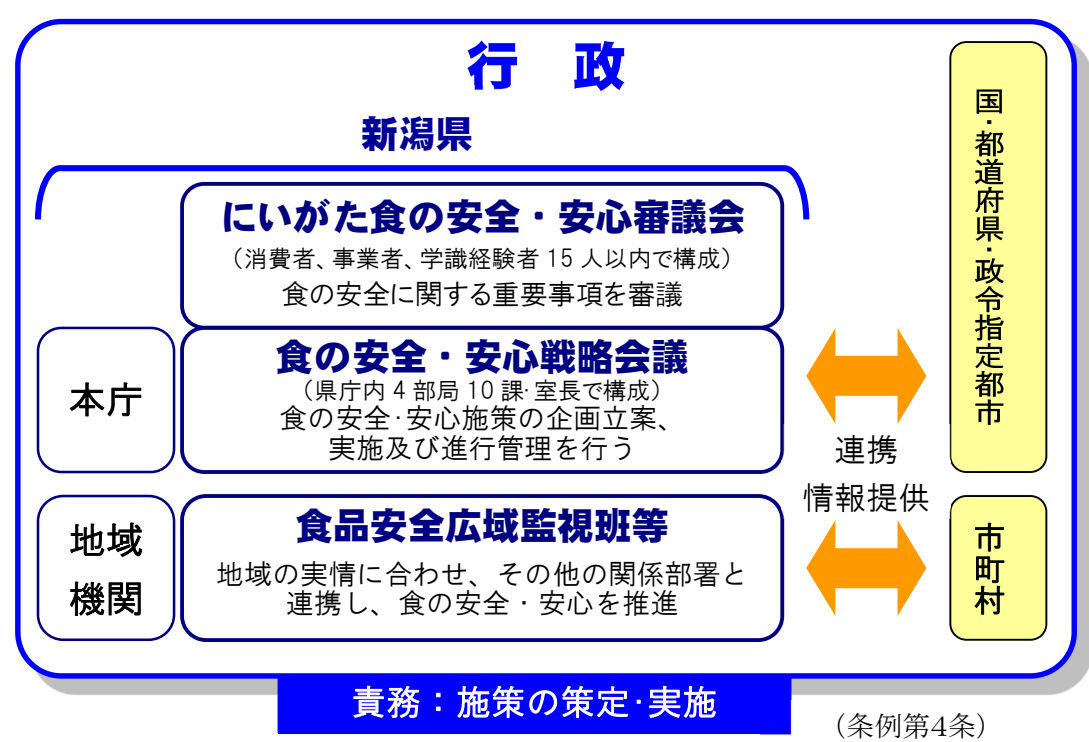 行 政
新潟県
にいがた食の安全・安心審議会
（消費者、事業者、学識経験者 15 人以内で構成）
食の安全に関する重要事項を審議
本庁
食の安全・安心戦略会議
（県庁内 4 部局 10 課･室長で構成）
食の安全･安心施策の企画立案、
実施及び進行管理を行う
地域
機関
食品安全広域監視班等
地域の実情に合わせ、その他の関係部署と
連携し、食の安全・安心を推進
連携
情報提供
国･都道府県･政令指定都市
市町村
責務：施策の策定･実施
（条例第4条）